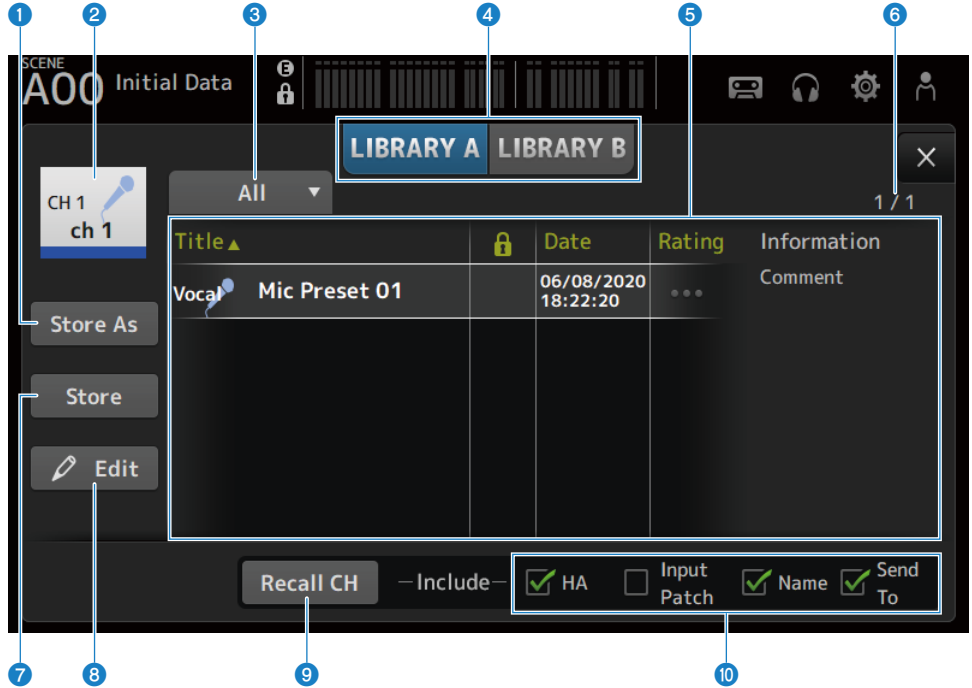 1 2 3 4 5 6
SCENE
A00 Initial Data
E
LIBRARY A LIBRARY B
CH 1
ch 1
All ▼
1 / 1
Title▲ Date Rating Information
Vocal Mic Preset 01 06/08/2020
18:22:20
Comment
Store As
Store
Edit
Recall CH
Include
HA
Input
Patch
Name
Send
To
7 8 9 10